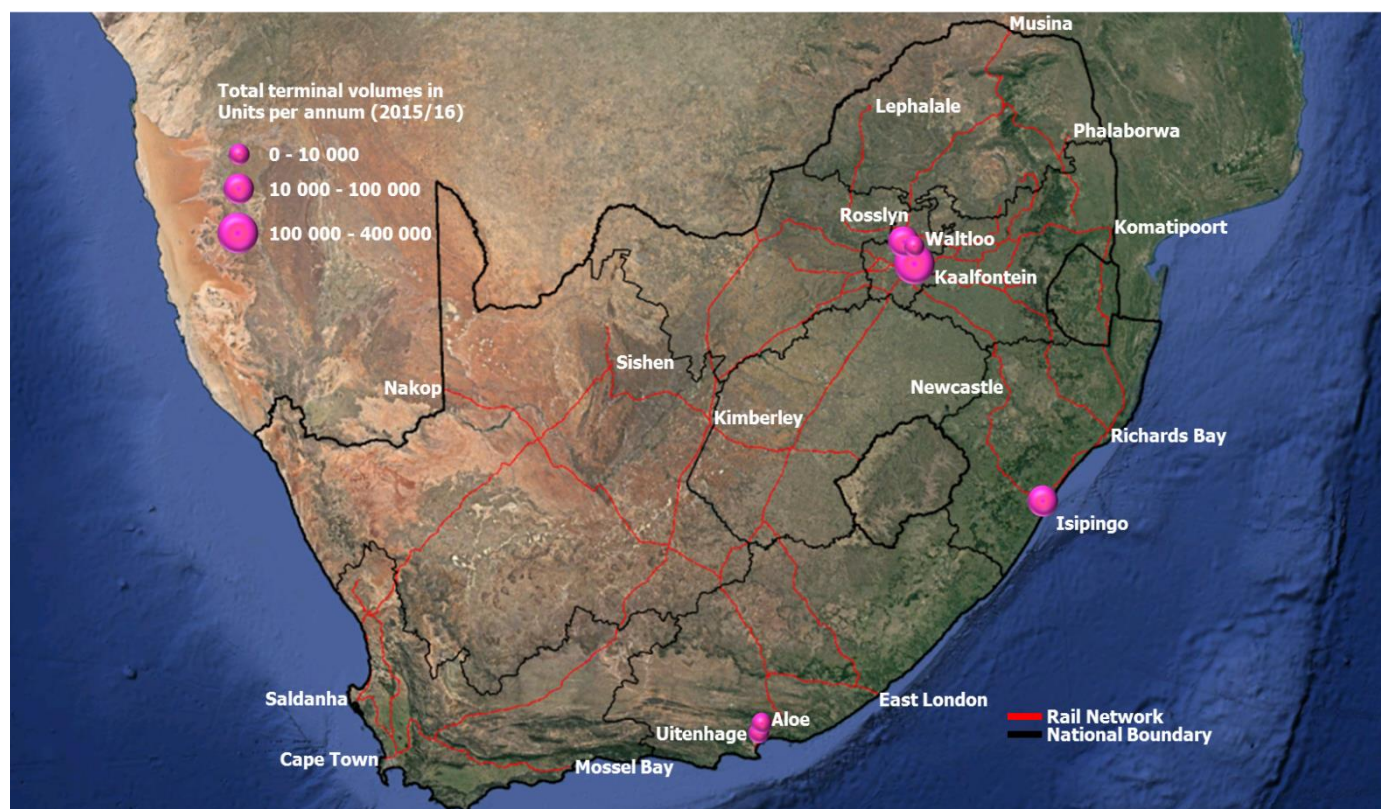 Musina
Total terminal volumes in
Units per annum (2015/16)
Lephalale
Phalaborwa
0 - 10 000
10 000 - 100 000
100 000 - 400 000
Rosslyn
Waltloo
Komatipoort
Kaalfontein
Sishen
Nakop
Newcastle
Kimberley
Richards Bay
Isipingo
Saldanha
East London
Aloe
Uitenhage
Rail Network
National Boundary
Cape Town
Mossel Bay